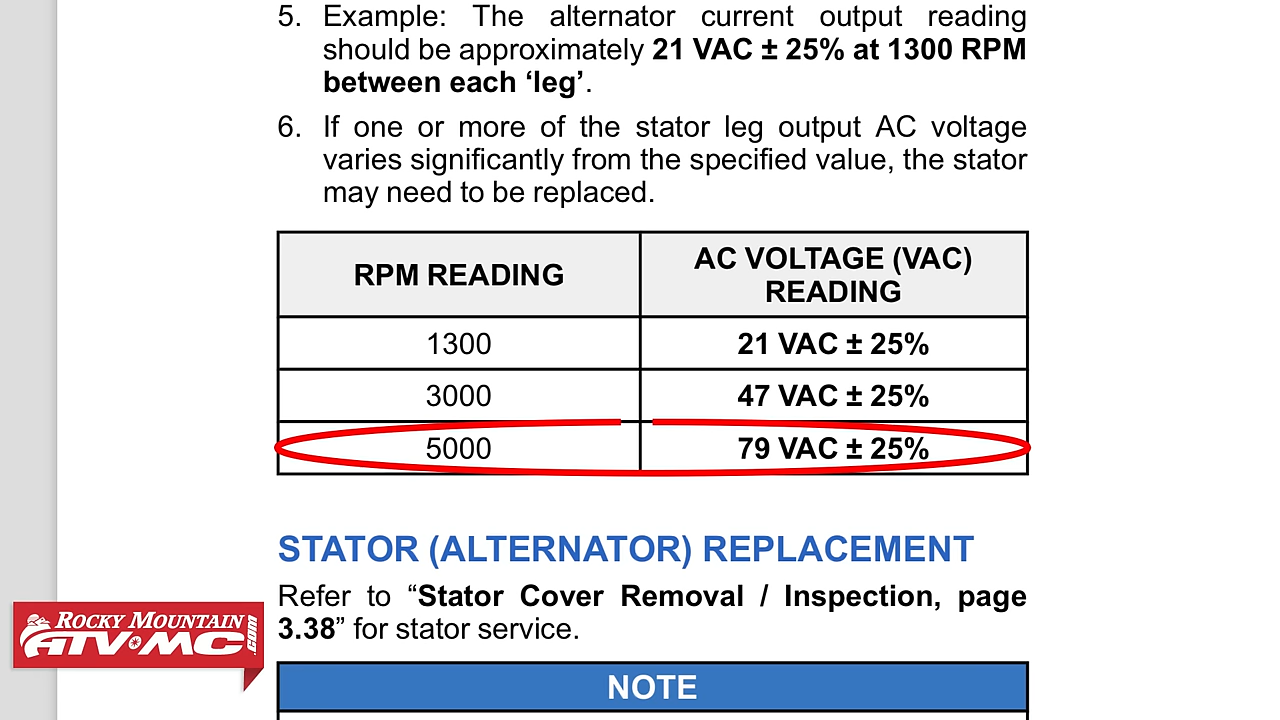 5. Example: The alternator current output reading
should be approximately 21 VAC ± 25% at 1300 RPM
between each ‘leg’.
6. If one or more of the stator leg output AC voltage
varies significantly from the specified value, the stator
may need to be replaced.
RPM READING
AC VOLTAGE (VAC)
READING
1300
21 VAC ± 25%
3000
47 VAC ± 25%
5000
79 VAC ± 25%
STATOR (ALTERNATOR) REPLACEMENT
Refer to “Stator Cover Removal / Inspection, page
3.38” for stator service.
ROCKY MOUNTAIN
ATV MC.com
NOTE